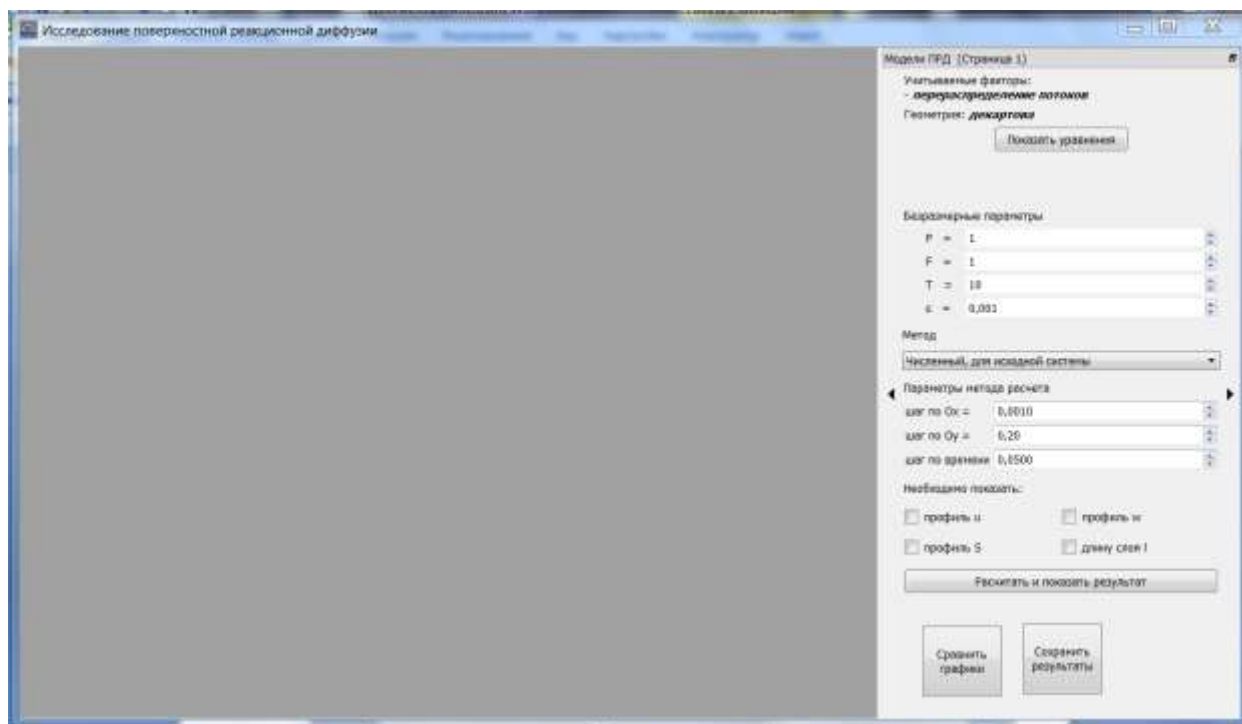 Исследование поверхностной реакционной диффузии
Модели ПРД (Страница 1)
Учитываемые факторы:
- перераспределение потоков
Геометрия: декартова
Показать уравнения
Безразмерные параметры
P = 1
F = 1
T = 10
ε = 0,001
Метод
Численный, для исходной системы
Параметры метода расчета
шаг по Ox = 0,0010
шаг по Oy = 0,20
шаг по времени 0,0500
Необходимо показать:
профиль u
профиль w
профиль S
длину слоя l
Расчитать и показать результат
Сравнить
графики
Сохранить
результаты